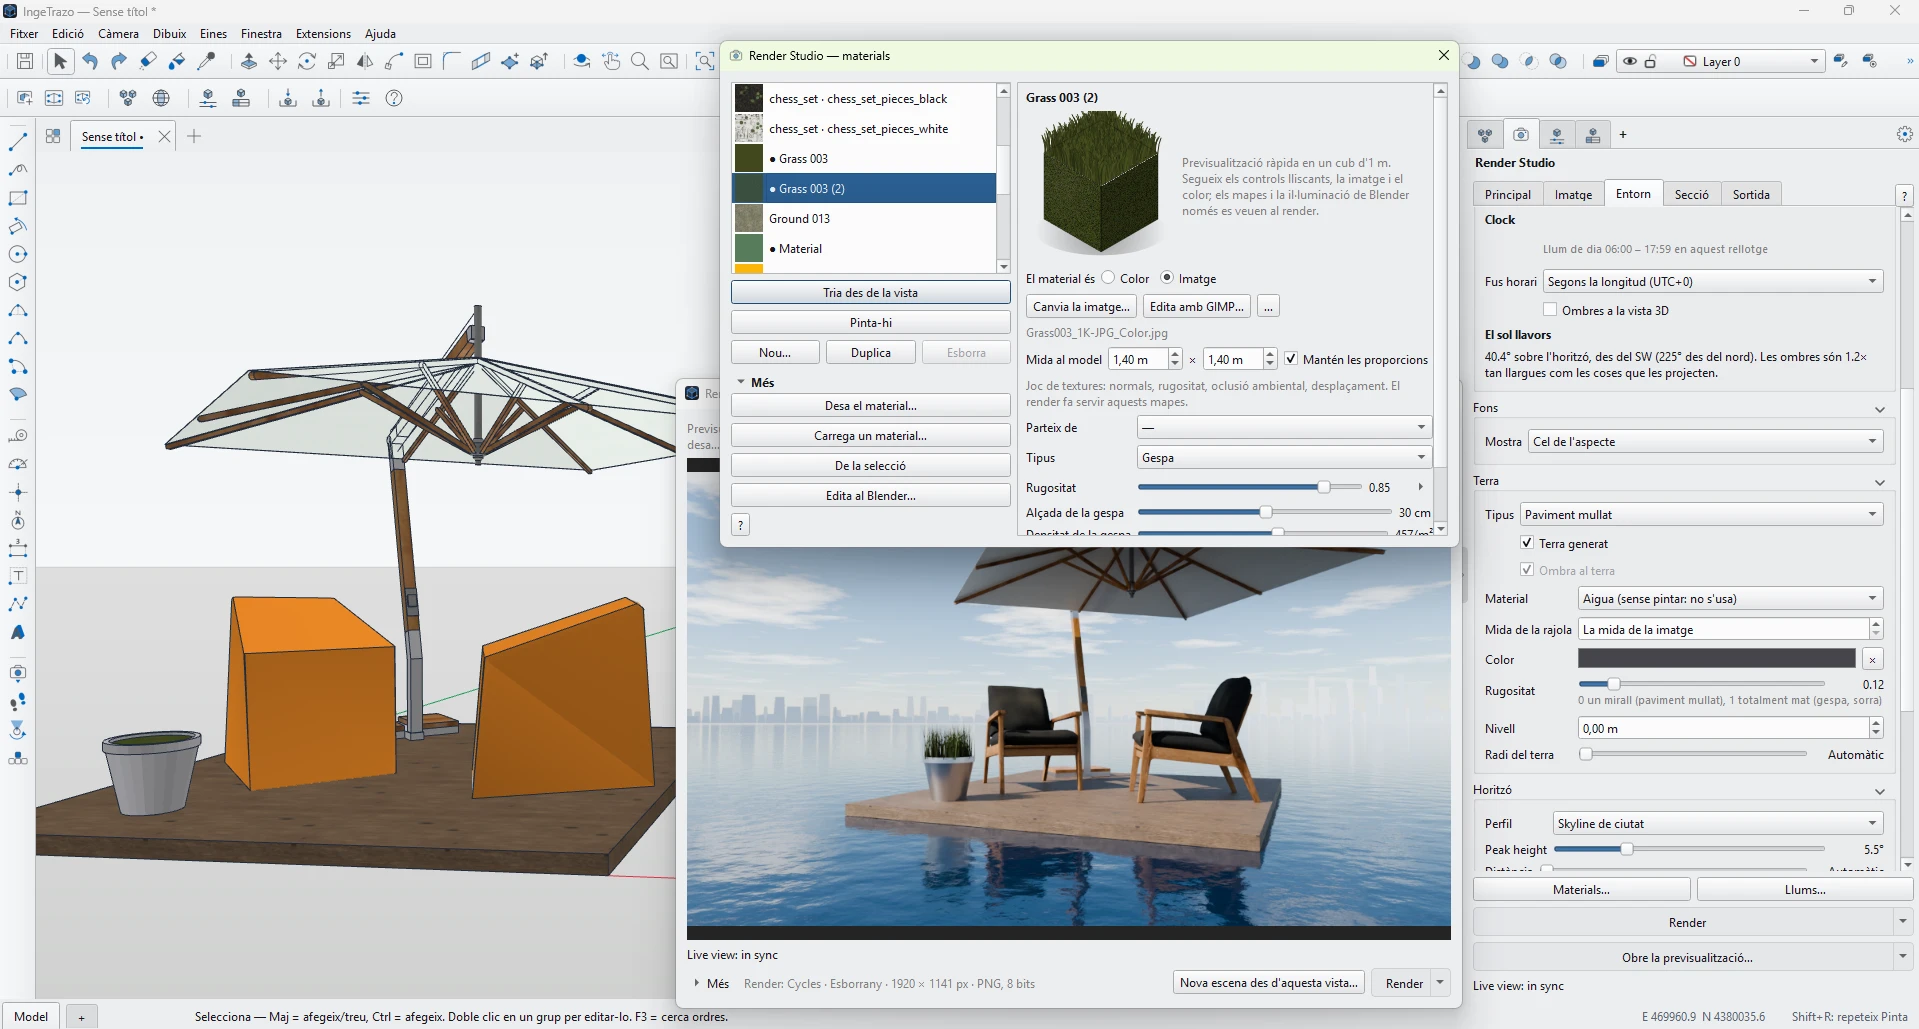 IngeTrazo — Sense títol *
Fitxer Edició Càmera Dibuix Eines Finestra Extensions Ajuda
Layer 0
Sense títol •
Render Studio — materials
chess_set · chess_set_pieces_black
chess_set · chess_set_pieces_white
● Grass 003
● Grass 003 (2)
Ground 013
● Material
Tria des de la vista
Pinta-hi
Nou... Duplica Esborra
Més
Desa el material...
Carrega un material...
De la selecció
Edita al Blender...
?
Grass 003 (2)
Previsualització ràpida en un cub d'1 m.
Segueix els controls lliscants, la imatge i el
color; els mapes i la il·luminació de Blender
només es veuen al render.
El material és Color Imatge
Canvia la imatge... Edita amb GIMP... ...
Grass003_1K-JPG_Color.jpg
Mida al model 1,40 m × 1,40 m Mantén les proporcions
Joc de textures: normals, rugositat, oclusió ambiental, desplaçament. El
render fa servir aquests mapes.
Parteix de —
Tipus Gespa
Rugositat 0.85
Alçada de la gespa 30 cm
Densitat de la gespa 457/m²
Previs
desa...
Live view: in sync
Més Render: Cycles · Esborrany · 1920 × 1141 px · PNG, 8 bits
Nova escena des d'aquesta vista... Render
Render Studio
Principal Imatge Entorn Secció Sortida ?
Clock
Llum de dia 06:00 – 17:59 en aquest rellotge
Fus horari Segons la longitud (UTC+0)
Ombres a la vista 3D
El sol llavors
40.4° sobre l'horitzó, des del SW (225° des del nord). Les ombres són 1.2×
tan llargues com les coses que les projecten.
Fons
Mostra Cel de l'aspecte
Terra
Tipus Paviment mullat
Terra generat
Ombra al terra
Material Aigua (sense pintar: no s'usa)
Mida de la rajola La mida de la imatge
Color ×
Rugositat 0.12
0 un mirall (paviment mullat), 1 totalment mat (gespa, sorra)
Nivell 0,00 m
Radi del terra Automàtic
Horitzó
Perfil Skyline de ciutat
Peak height 5.5°
Distància Automàtic
Materials... Llums...
Render
Obre la previsualització...
Live view: in sync
Model +
Selecciona — Maj = afegeix/treu, Ctrl = afegeix. Doble clic en un grup per editar-lo. F3 = cerca ordres.
E 469960.9 N 4380035.6 Shift+R: repeteix Pinta